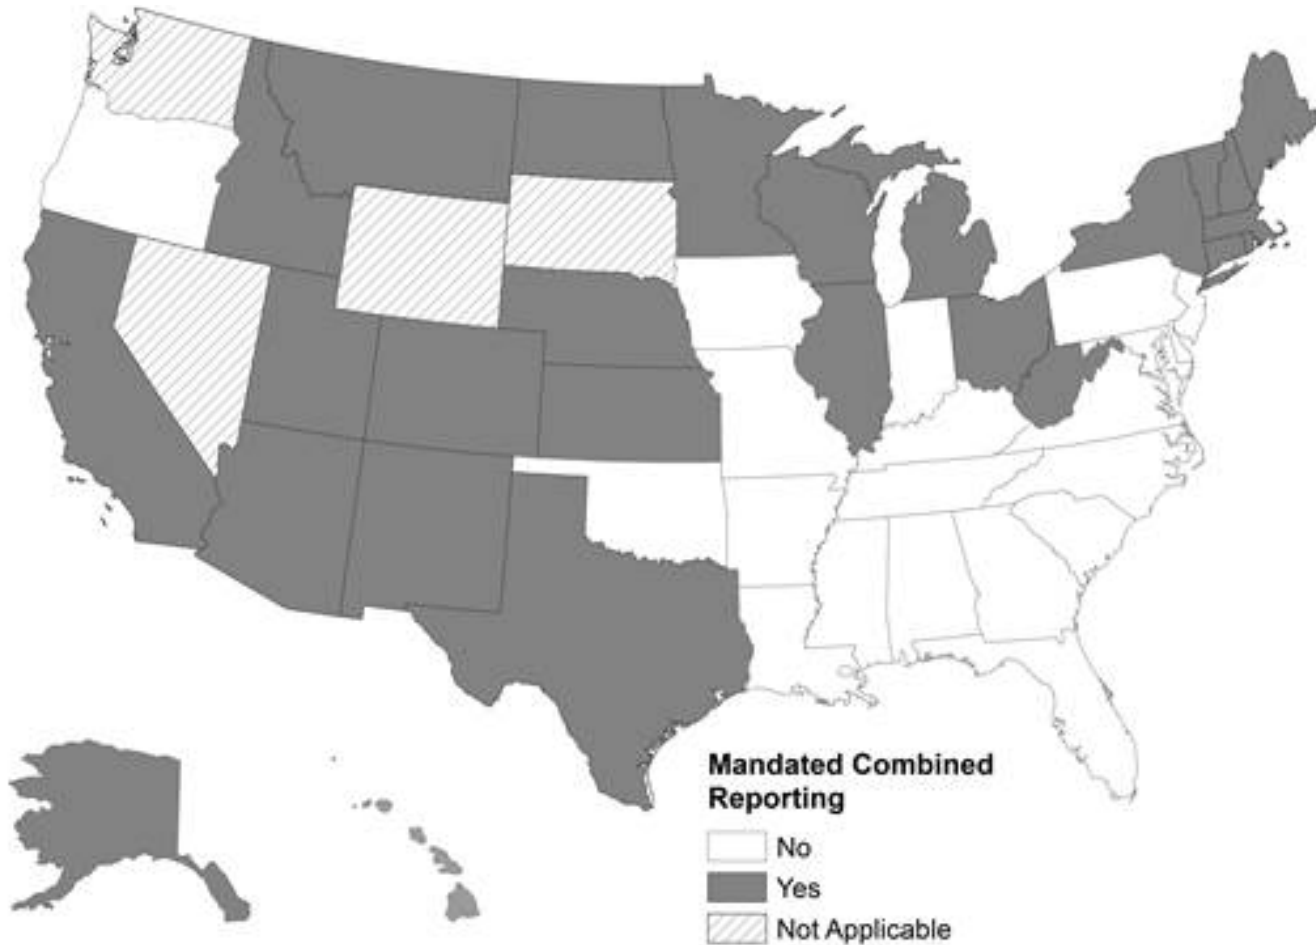 Mandated Combined
Reporting
No
Yes
Not Applicable